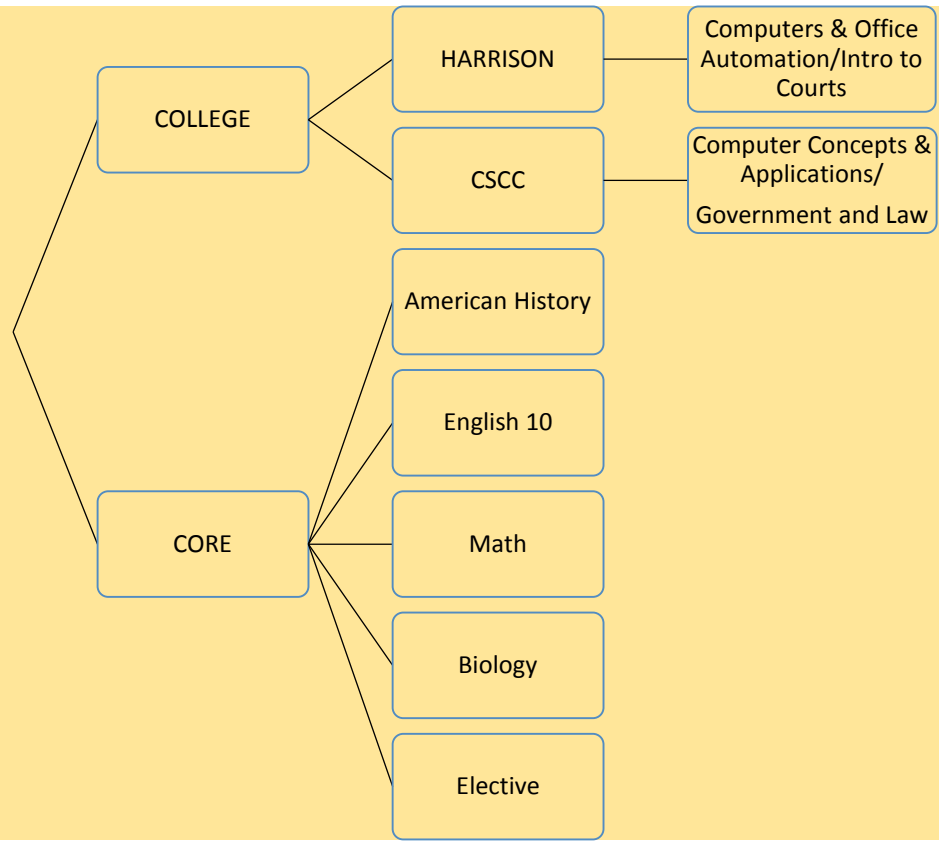 COLLEGE
HARRISON
Computers & Office
Automation/Intro to
Courts
CSCC
Computer Concepts &
Applications/
Government and Law
CORE
American History
English 10
Math
Biology
Elective